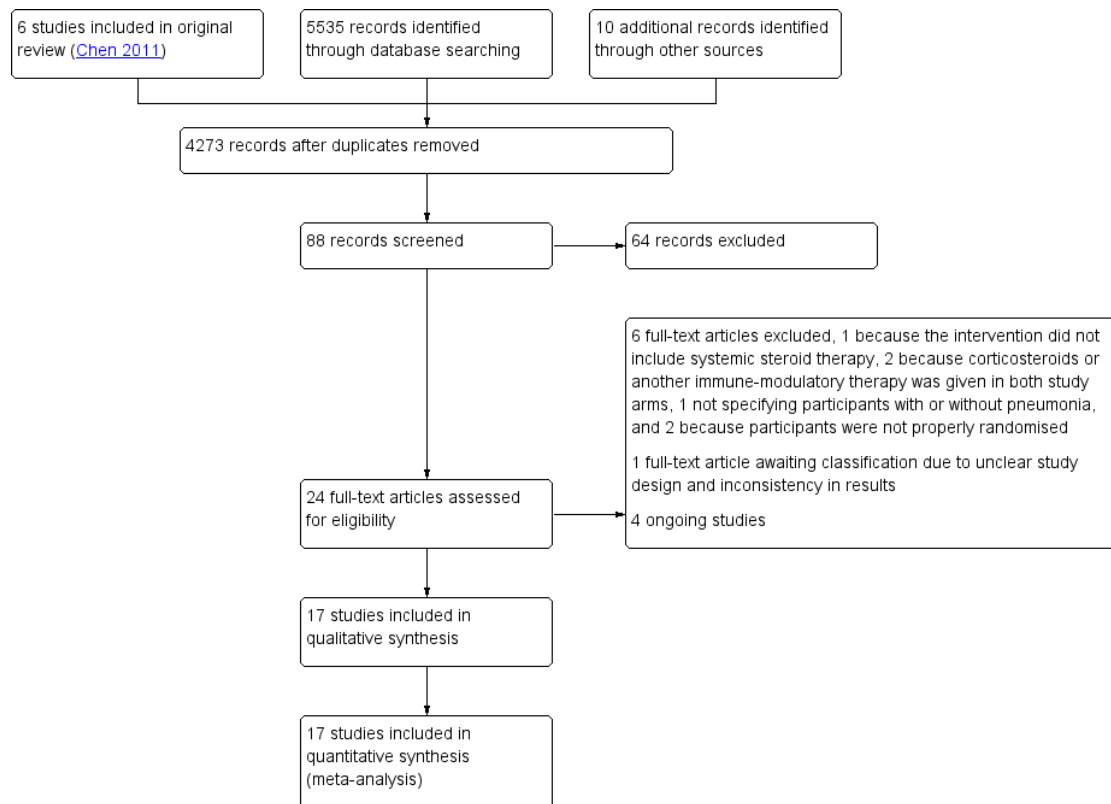 6 studies included in original
review (Chen 2011)
5535 records identified
through database searching
10 additional records identified
through other sources
4273 records after duplicates removed
88 records screened
64 records excluded
6 full-text articles excluded, 1 because the intervention did not
include systemic steroid therapy, 2 because corticosteroids or
another immune-modulatory therapy was given in both study
arms, 1 not specifying participants with or without pneumonia,
and 2 because participants were not properly randomised
1 full-text article awaiting classification due to unclear study
design and inconsistency in results
4 ongoing studies
24 full-text articles assessed
for eligibility
17 studies included in
qualitative synthesis
17 studies included in
quantitative synthesis
(meta-analysis)